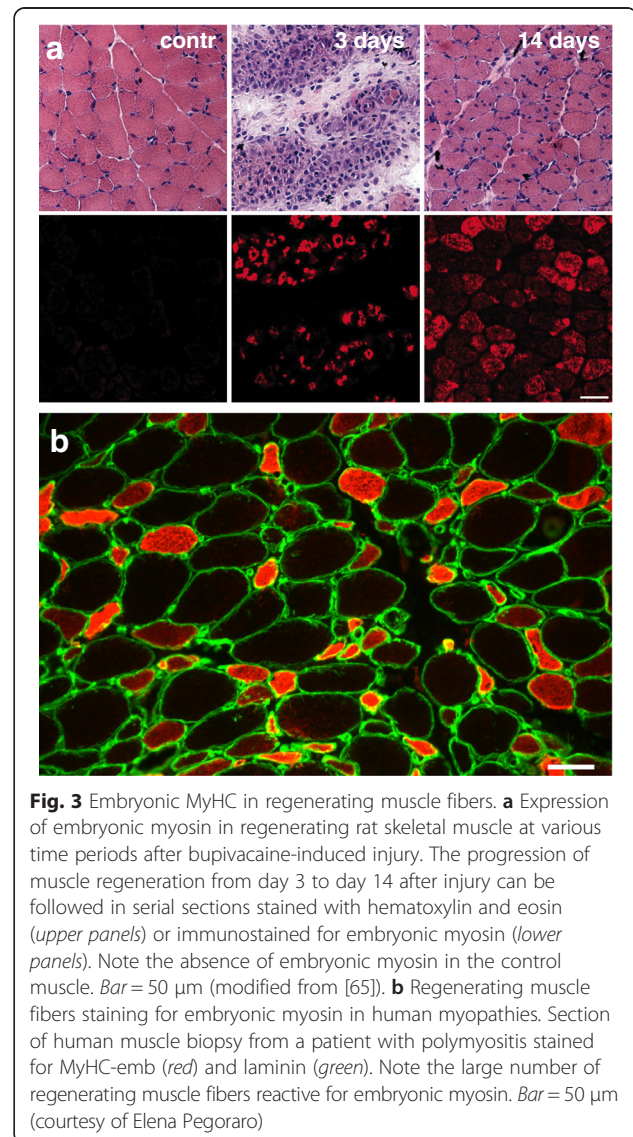 a contr 3 days 14 days
b
Fig. 3 Embryonic MyHC in regenerating muscle fibers. a Expression
of embryonic myosin in regenerating rat skeletal muscle at various
time periods after bupivacaine-induced injury. The progression of
muscle regeneration from day 3 to day 14 after injury can be
followed in serial sections stained with hematoxylin and eosin
(upper panels) or immunostained for embryonic myosin (lower
panels). Note the absence of embryonic myosin in the control
muscle. Bar = 50 μm (modified from [65]). b Regenerating muscle
fibers staining for embryonic myosin in human myopathies. Section
of human muscle biopsy from a patient with polymyositis stained
for MyHC-emb (red) and laminin (green). Note the large number of
regenerating muscle fibers reactive for embryonic myosin. Bar = 50 μm
(courtesy of Elena Pegoraro)